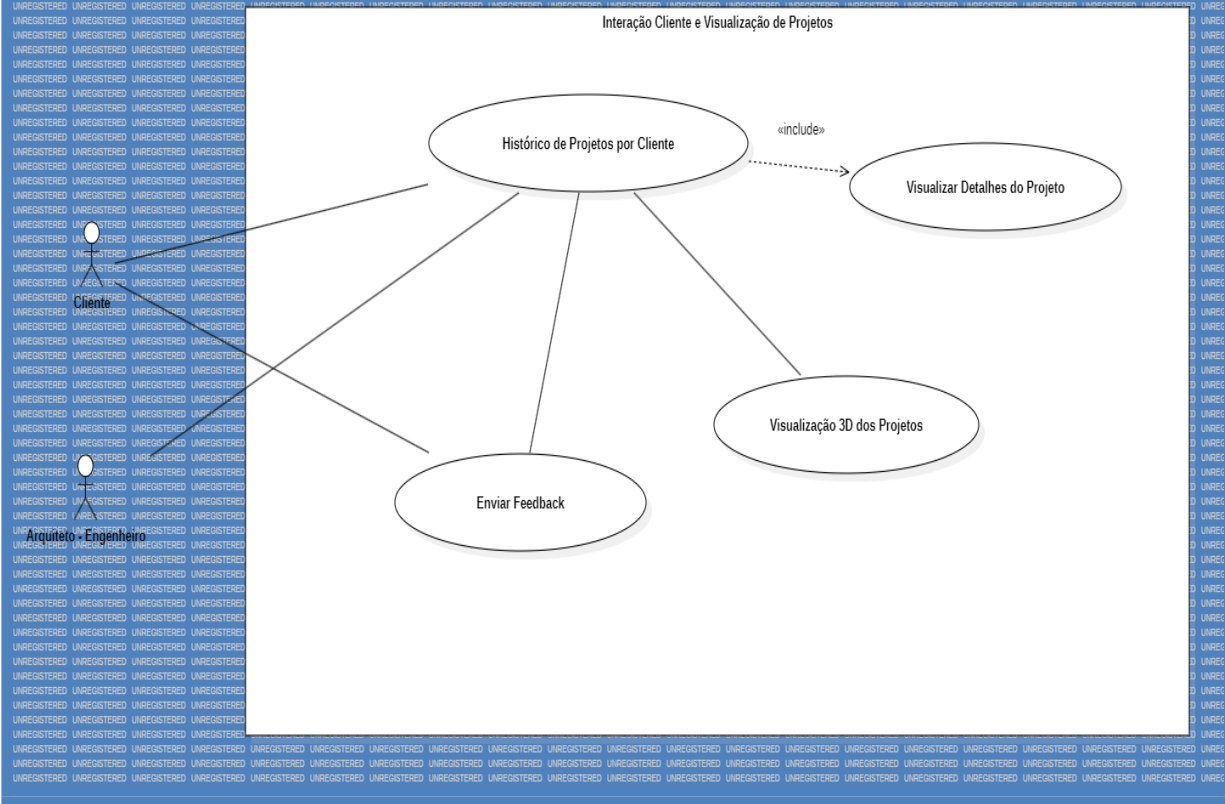 Interação Cliente e Visualização de Projetos
Histórico de Projetos por Cliente
«include»
Visualizar Detalhes do Projeto
Cliente
Visualização 3D dos Projetos
Enviar Feedback
Arquiteto - Engenheiro
UNREGISTERED